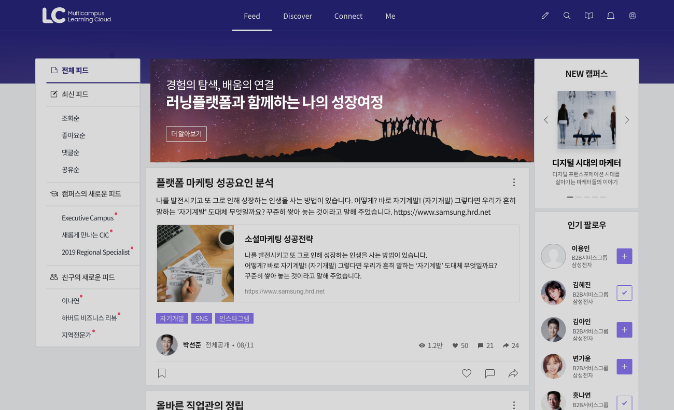 LC Multicampus
Learning Cloud
Feed
Discover
Connect
Me
전체 피드
최신 피드
조회순
좋아요순
댓글순
공유순
캠퍼스의 새로운 피드
Executive Campus
새롭게 만나는 CIC
2019 Regional Specialist
친구의 새로운 피드
이나연
하버드 비즈니스 리뷰
지역전문가
경험의 탐색, 배움의 연결
러닝플랫폼과 함께하는 나의 성장여정
더 알아보기
플랫폼 마케팅 성공요인 분석
나를 발전시키고 또 그로 인해 성장하는 인생을 사는 방법이 있습니다. 어떻게? 바로 자기계발! (자기계발) 그렇다면 우리가 흔히
말하는 '자기계발' 도대체 무엇일까요? 꾸준히 쌓아 놓는 것이라고 말해 주었습니다. https://www.samsung.hrd.net
소셜마케팅 성공전략
나를 발전시키고 또 그로 인해 성장하는 인생을 사는 방법이 있습니다.
어떻게? 바로 자기계발! (자기계발) 그렇다면 우리가 흔히 말하는 '자기계발' 도대체 무엇일까요?
꾸준히 쌓아 놓는 것이라고 말해 주었습니다.
https://www.samsung.hrd.net
자기계발 SNS 인스타그램
박선준 전체공개 • 08/11
1.2만 50 21 24
올바른 직업관의 정립
NEW 캠퍼스
디지털 시대의 마케터
디지털 트랜스포메이션 시대를
살아가는 마케터들의 이야기
인기 팔로우
이용인
B2B서비스그룹
삼성전자
김혜진
B2B서비스그룹
삼성전자
김아인
B2B서비스그룹
삼성전자
변가윤
B2B서비스그룹
삼성전자
홍나연
B2B서비스그룹